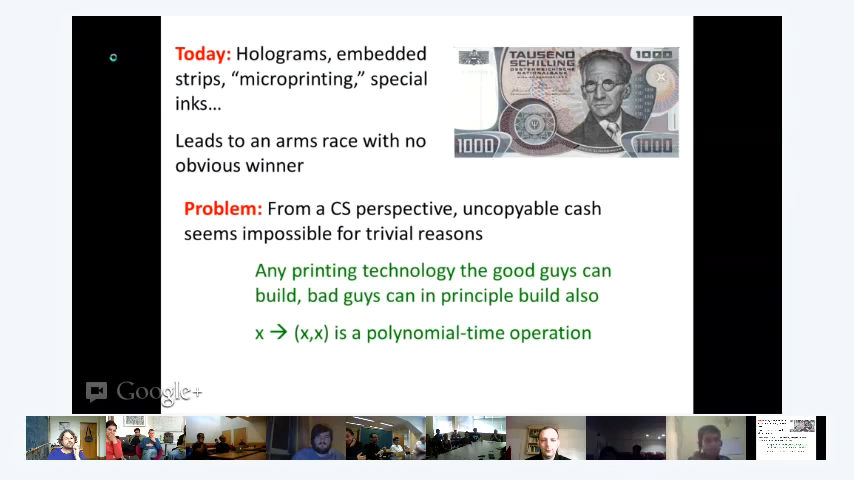 Today: Holograms, embedded
strips, “microprinting,” special
inks…
Leads to an arms race with no
obvious winner
TAUSEND
SCHILLING
1000
1000
1000
Problem: From a CS perspective, uncopyable cash
seems impossible for trivial reasons
Any printing technology the good guys can
build, bad guys can in principle build also
x → (x,x) is a polynomial-time operation
Google+